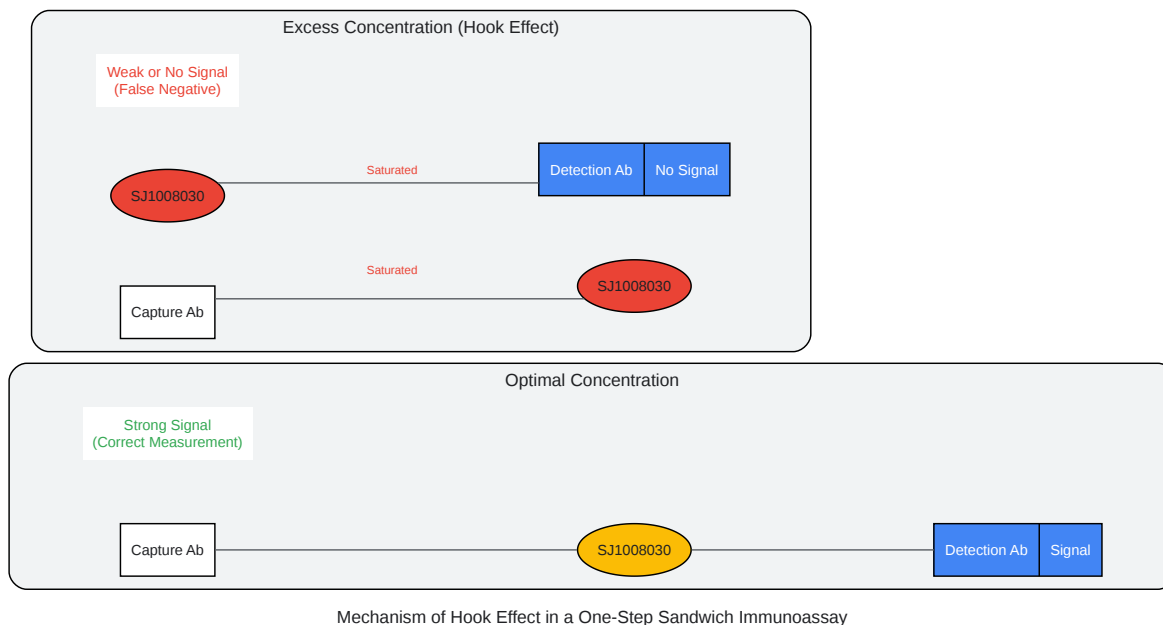 Excess Concentration (Hook Effect)
Weak or No Signal
(False Negative)
Saturated
Detection Ab
No Signal
SJ1008030
Saturated
SJ1008030
Capture Ab
Optimal Concentration
Strong Signal
(Correct Measurement)
Capture Ab
SJ1008030
Detection Ab
Signal
Mechanism of Hook Effect in a One-Step Sandwich Immunoassay